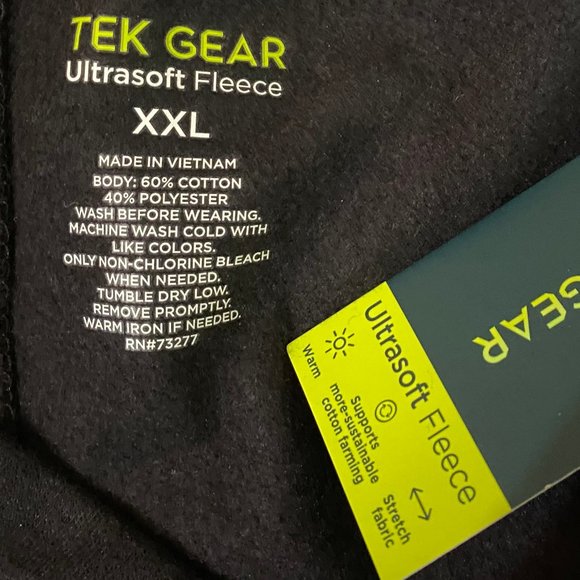 TEK GEAR
Ultrasoft Fleece
XXL
MADE IN VIETNAM
BODY: 60% COTTON
40% POLYESTER
WASH BEFORE WEARING.
MACHINE WASH COLD WITH
LIKE COLORS.
ONLY NON-CHLORINE BLEACH
WHEN NEEDED.
TUMBLE DRY LOW.
REMOVE PROMPTLY.
WARM IRON IF NEEDED.
RN#73277
GEAR
Ultrasoft Fleece
Warm
Supports
more-sustainable
cotton farming
Stretch
fabric